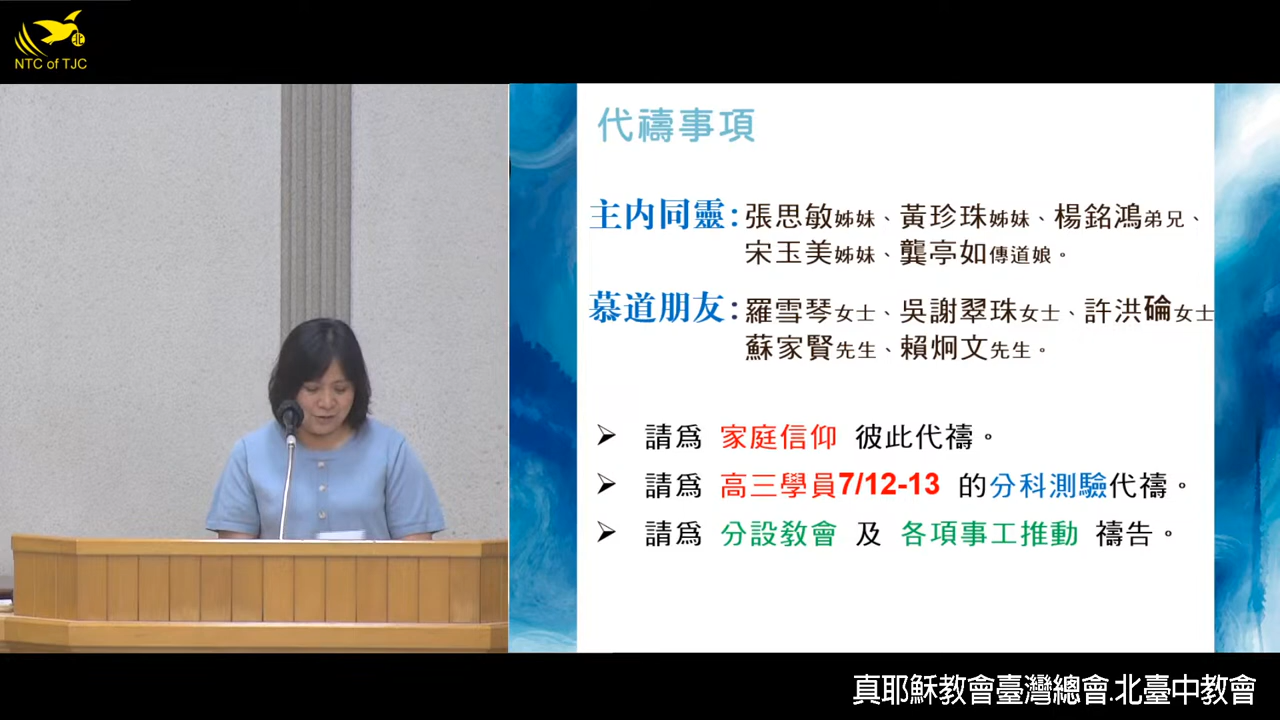 北
NTC of TJC
代禱事項
主內同靈：張思敏姊妹、黃珍珠姊妹、楊銘鴻弟兄、
宋玉美姊妹、龔亭如傳道娘。
慕道朋友：羅雪琴女士、吳謝翠珠女士、許洪碖女士
蘇家賢先生、賴炯文先生。
➢ 請為 家庭信仰 彼此代禱。
➢ 請為 高三學員7/12-13 的分科測驗代禱。
➢ 請為 分設教會 及 各項事工推動 禱告。
真耶穌教會臺灣總會.北臺中教會